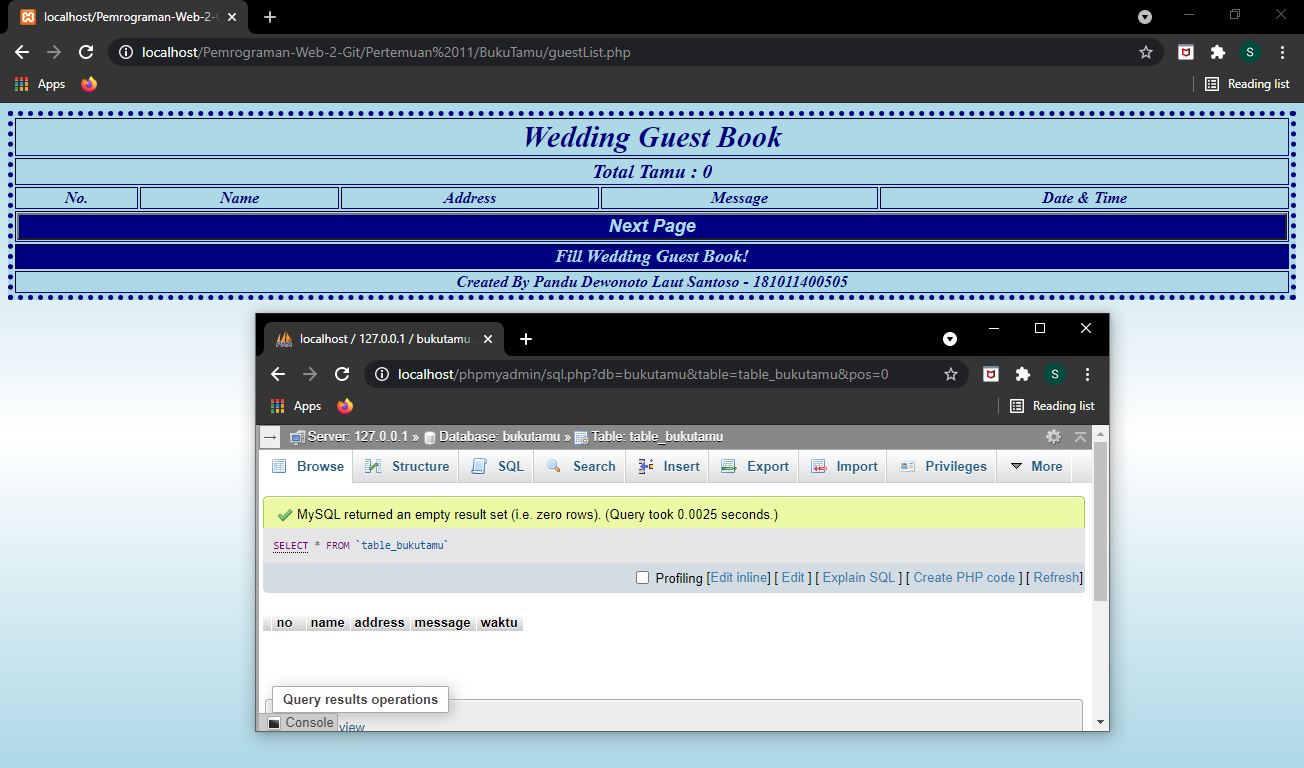 localhost/Pemrograman-Web-2-
localhost/Pemrograman-Web-2-Git/Pertemuan%2011/BukuTamu/guestList.php
S
Apps
Reading list
Wedding Guest Book
Total Tamu : 0
No. Name Address Message Date & Time
Next Page
Fill Wedding Guest Book!
Created By Pandu Dewonoto Laut Santoso - 181011400505
localhost / 127.0.0.1 / bukutamu
localhost/phpmyadmin/sql.php?db=bukutamu&table=table_bukutamu&pos=0
S
Apps
Reading list
Server: 127.0.0.1 » Database: bukutamu » Table: table_bukutamu
Browse Structure SQL Search Insert Export Import Privileges More
MySQL returned an empty result set (i.e. zero rows). (Query took 0.0025 seconds.)
SELECT * FROM `table_bukutamu`
Profiling [Edit inline] [ Edit ] [ Explain SQL ] [ Create PHP code ] [ Refresh]
no name address message waktu
Query results operations
Console
view